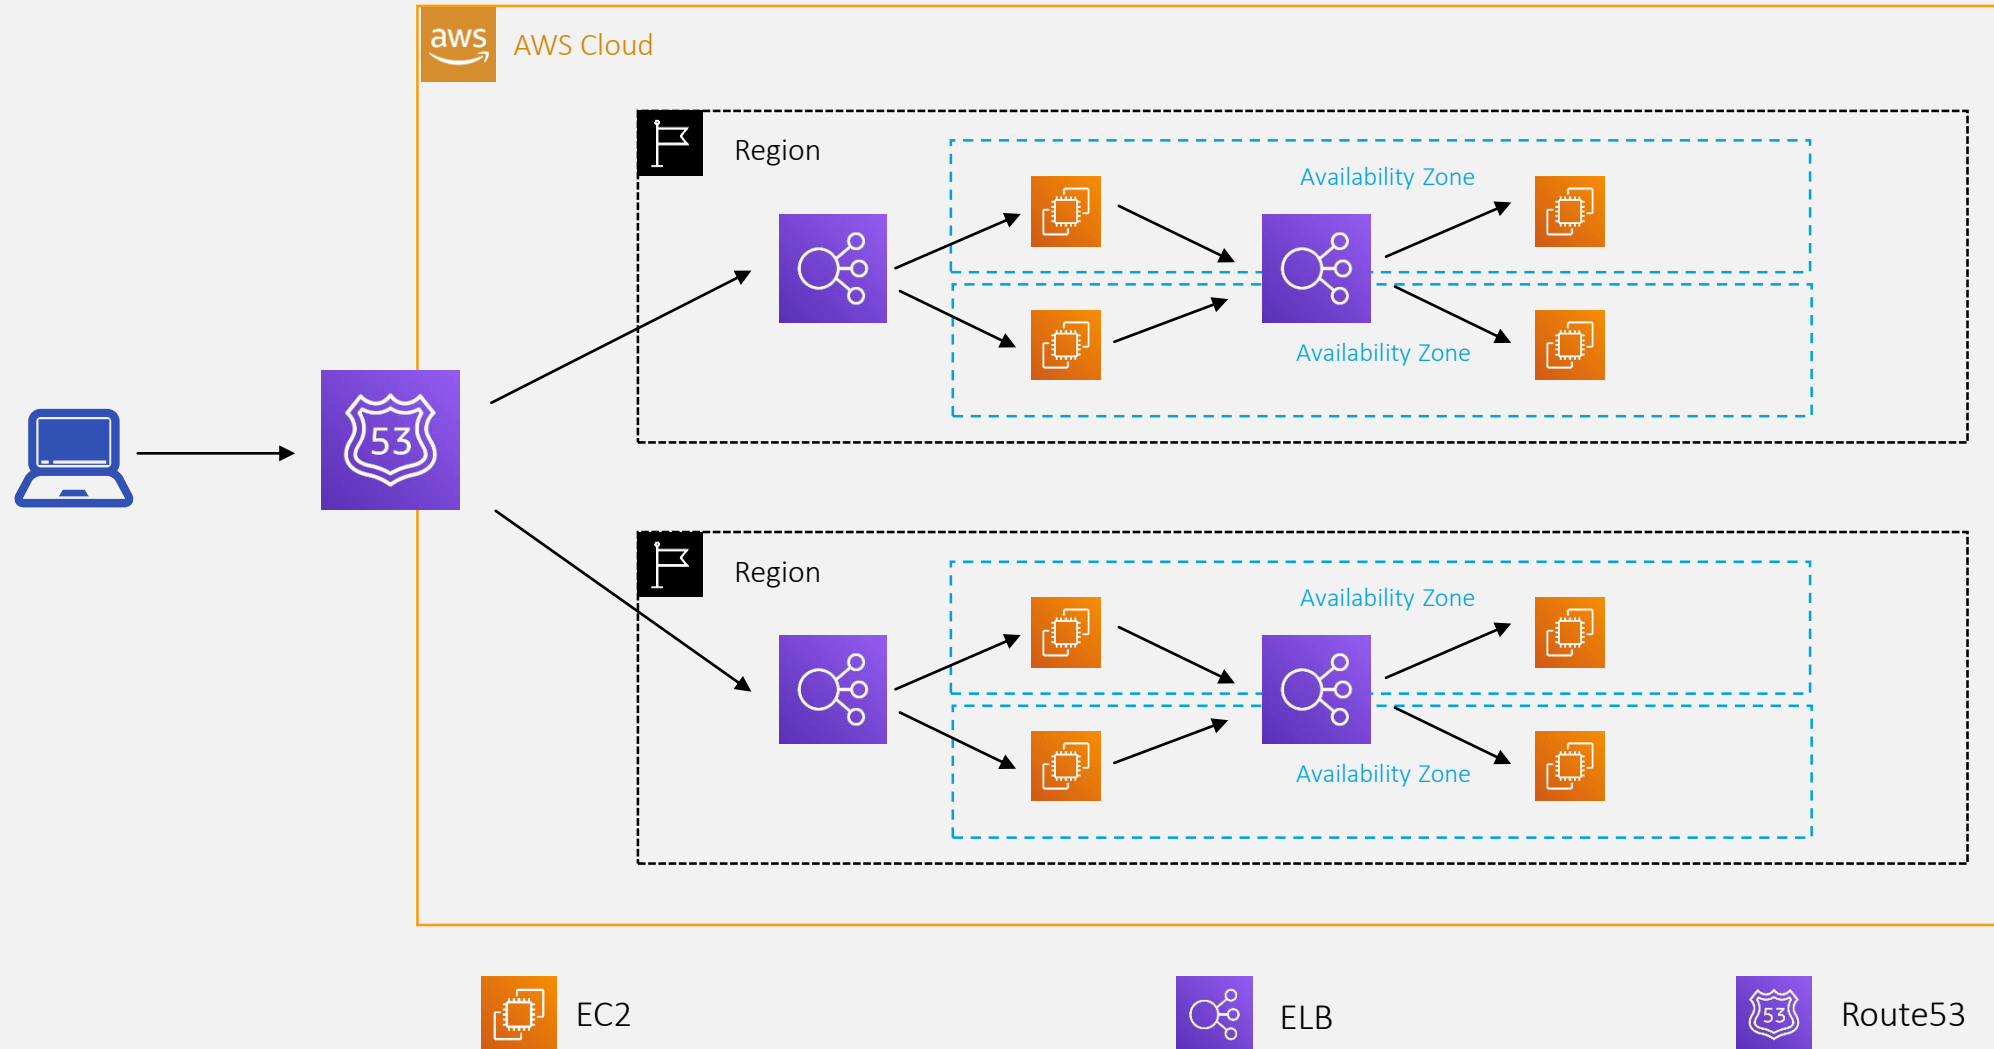 aws
AWS Cloud
Region
Availability Zone
Availability Zone
53
Region
Availability Zone
Availability Zone
EC2
ELB
53
Route53